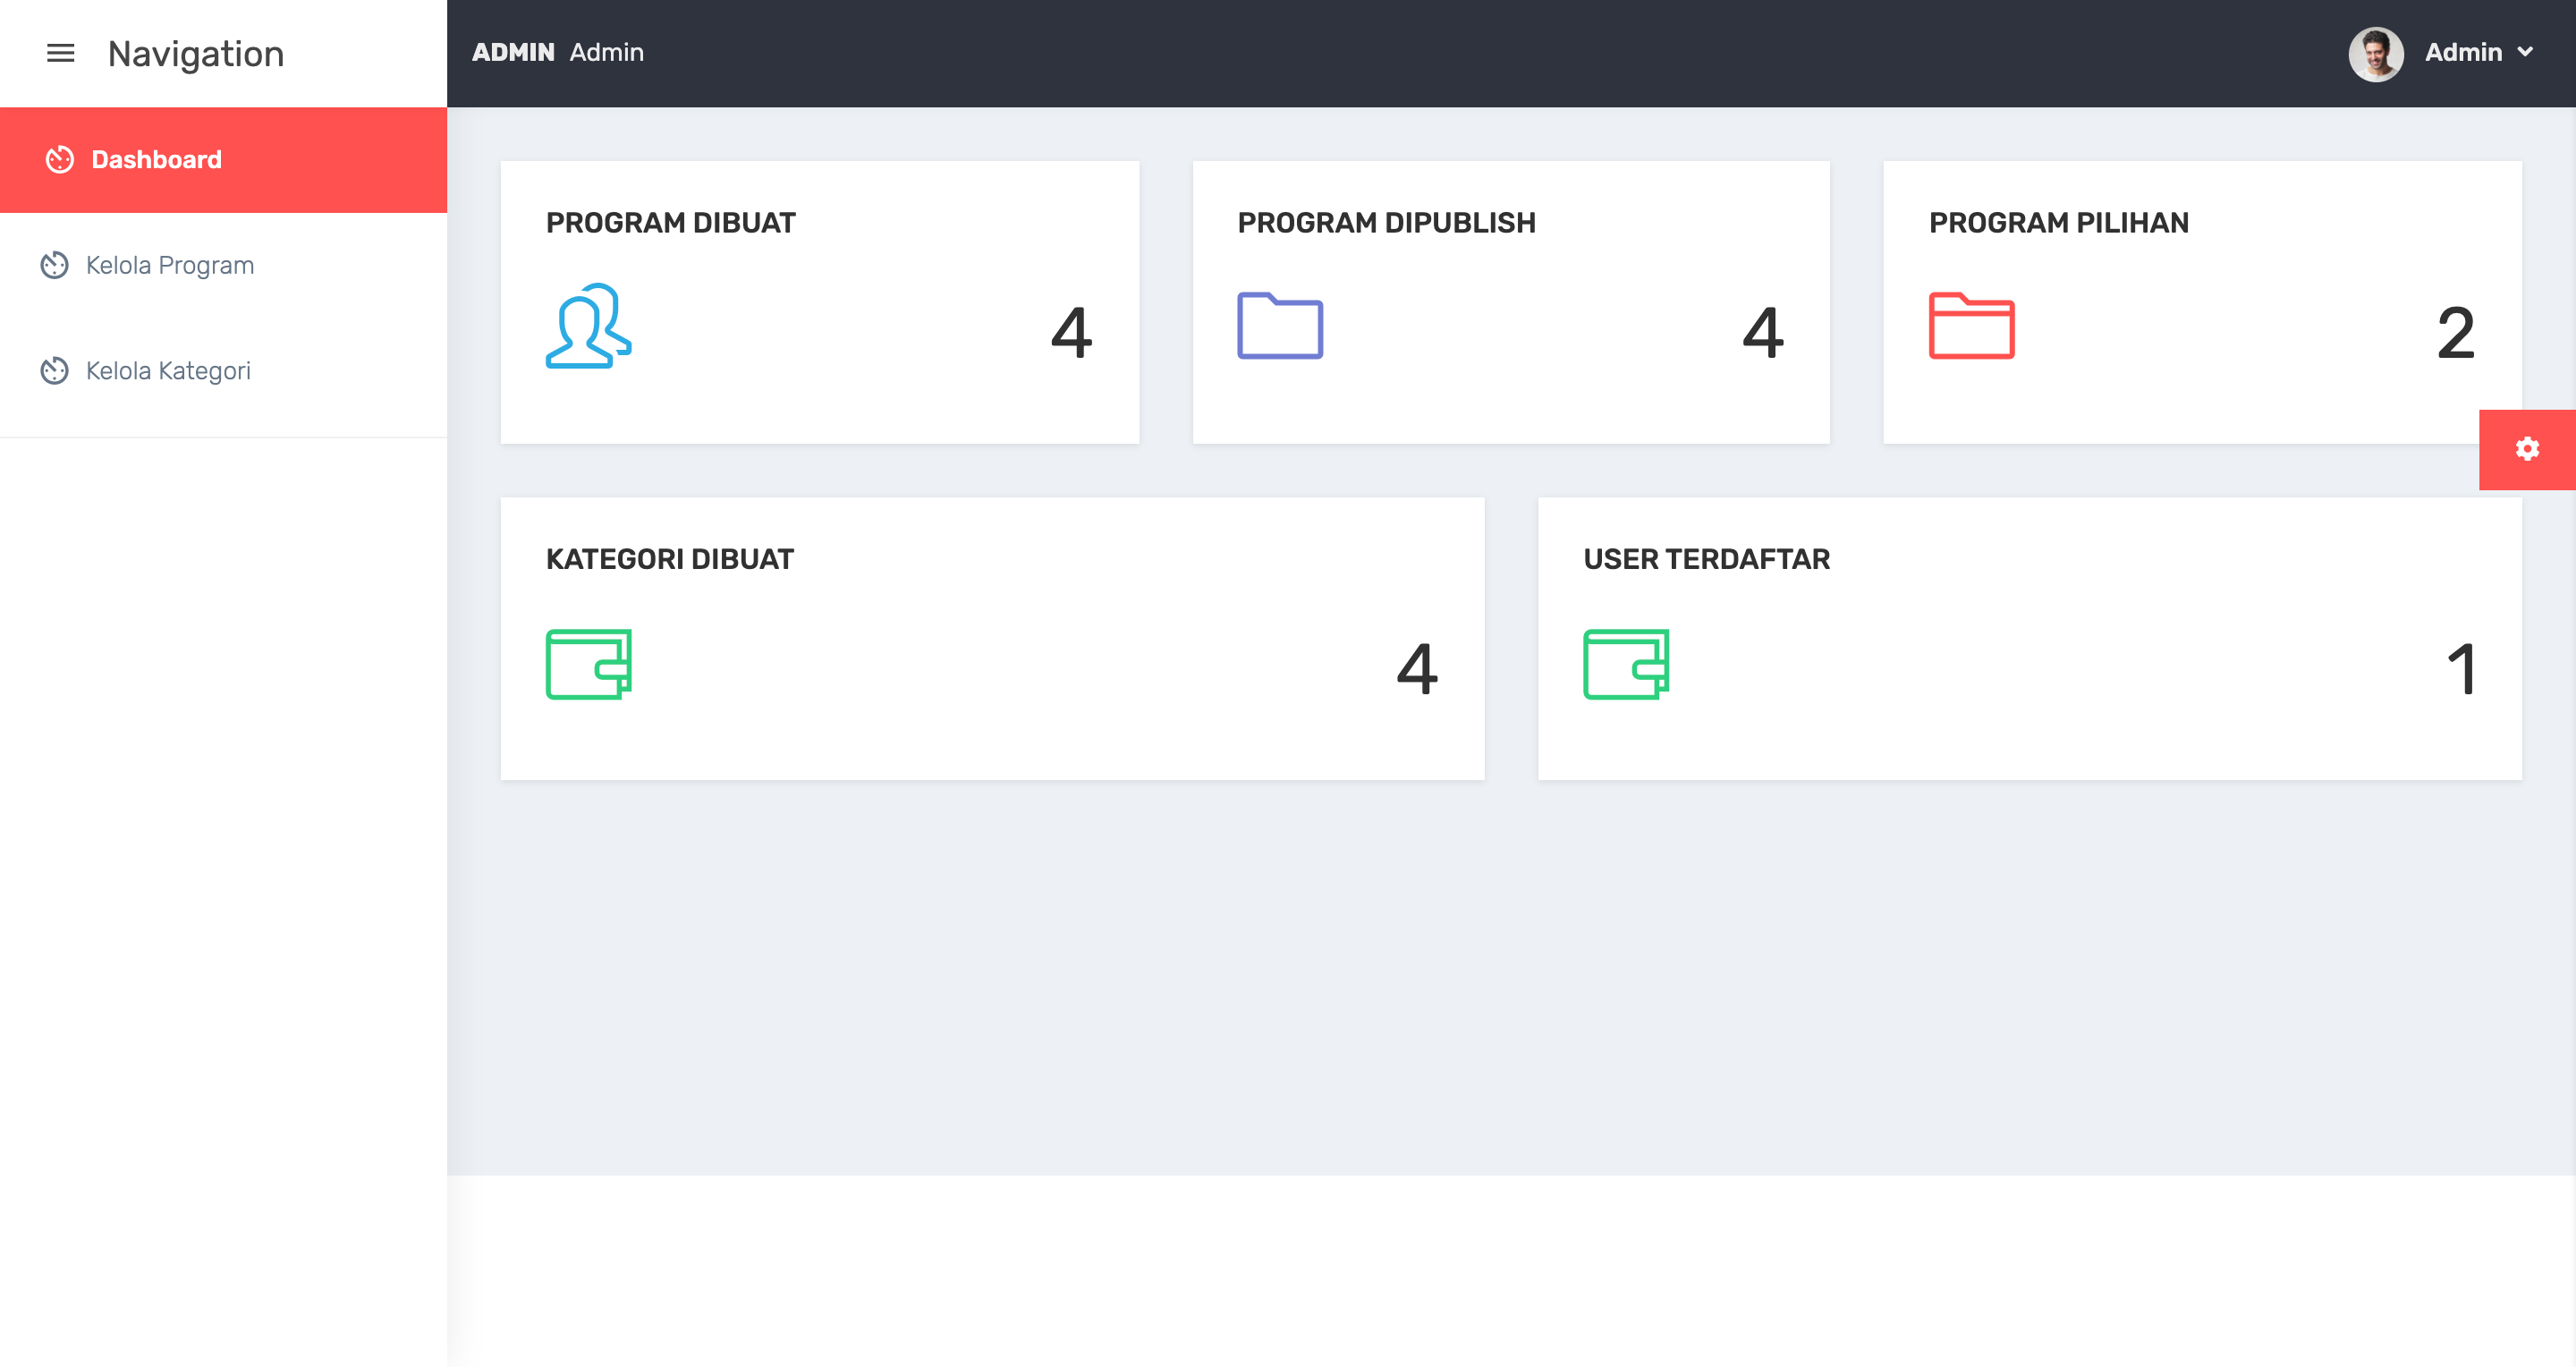 Navigation
ADMIN Admin
Admin
Dashboard
Kelola Program
Kelola Kategori
PROGRAM DIBUAT
4
PROGRAM DIPUBLISH
4
PROGRAM PILIHAN
2
KATEGORI DIBUAT
4
USER TERDAFTAR
1